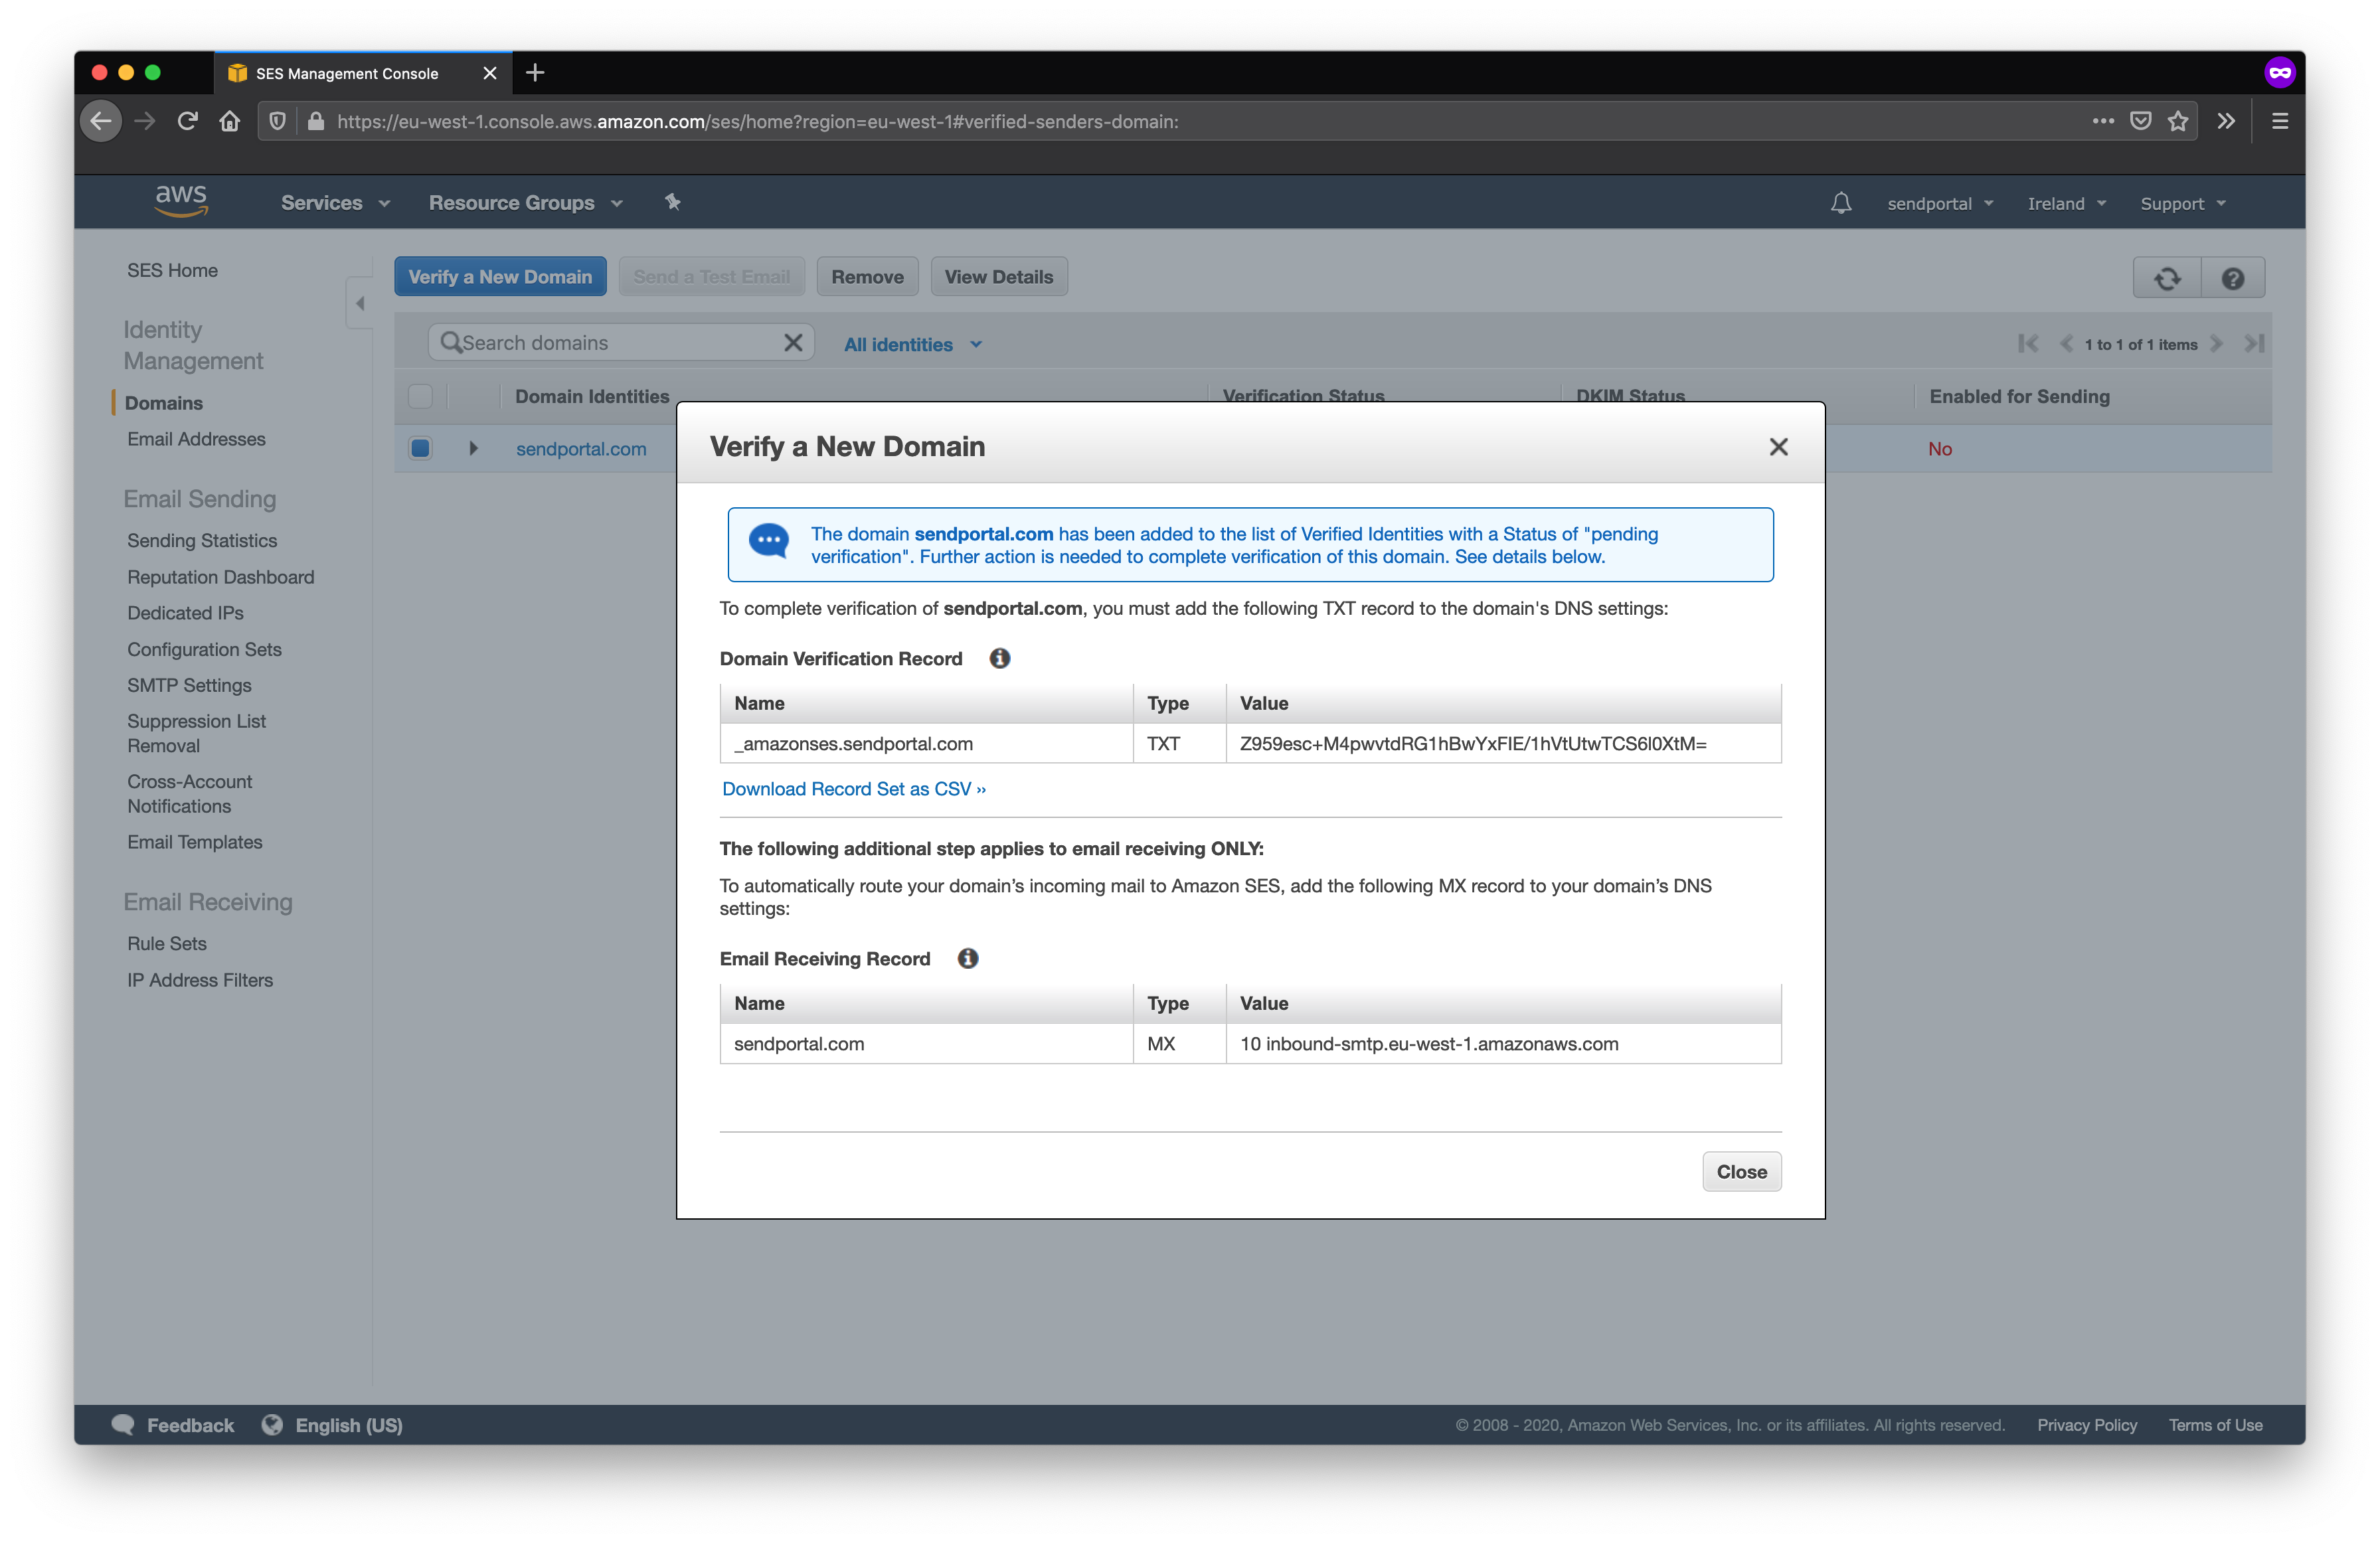 SES Management Console
https://eu-west-1.console.aws.amazon.com/ses/home?region=eu-west-1#verified-senders-domain:
aws Services Resource Groups sendportal Ireland Support
SES Home
Identity
Management
Domains
Email Addresses
Email Sending
Sending Statistics
Reputation Dashboard
Dedicated IPs
Configuration Sets
SMTP Settings
Suppression List
Removal
Cross-Account
Notifications
Email Templates
Email Receiving
Rule Sets
IP Address Filters
Verify a New Domain Send a Test Email Remove View Details
Search domains All identities 1 to 1 of 1 items
Domain Identities Verification Status DKIM Status Enabled for Sending
sendportal.com No
Verify a New Domain
The domain sendportal.com has been added to the list of Verified Identities with a Status of "pending
verification". Further action is needed to complete verification of this domain. See details below.
To complete verification of sendportal.com, you must add the following TXT record to the domain's DNS settings:
Domain Verification Record
Name Type Value
_amazonses.sendportal.com TXT Z959esc+M4pwvtdRG1hBwYxFIE/1hVtUtwTCS6l0XtM=
Download Record Set as CSV ››
The following additional step applies to email receiving ONLY:
To automatically route your domain’s incoming mail to Amazon SES, add the following MX record to your domain’s DNS
settings:
Email Receiving Record
Name Type Value
sendportal.com MX 10 inbound-smtp.eu-west-1.amazonaws.com
Close
Feedback English (US) © 2008 - 2020, Amazon Web Services, Inc. or its affiliates. All rights reserved. Privacy Policy Terms of Use